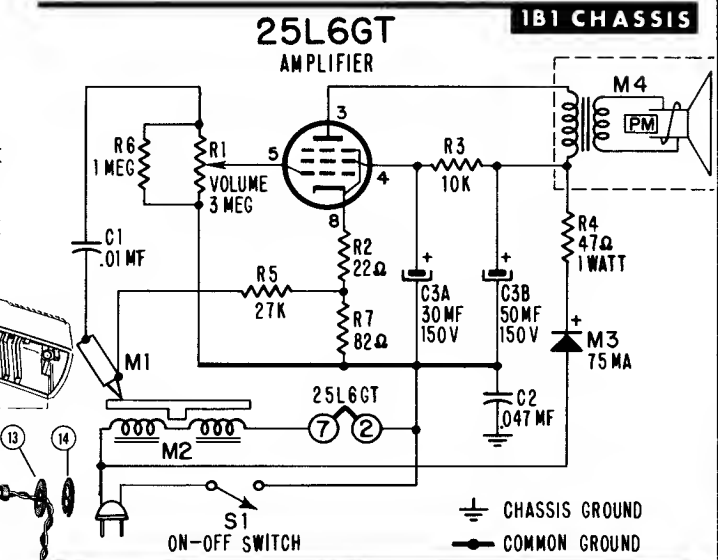 1B1 CHASSIS
25L6GT
AMPLIFIER
M4
PM
3
R6
1 MEG
R1
VOLUME
3 MEG
5
4
8
R3
10K
C1
.01 MF
R2
22Ω
R4
47Ω
1 WATT
R5
27K
+
C3A
30 MF
150 V
+
C3B
50 MF
150 V
R7
82Ω
+
M3
75 MA
M1
25L6GT
7
2
C2
.047 MF
M2
13
14
S1
ON-OFF SWITCH
CHASSIS GROUND
COMMON GROUND